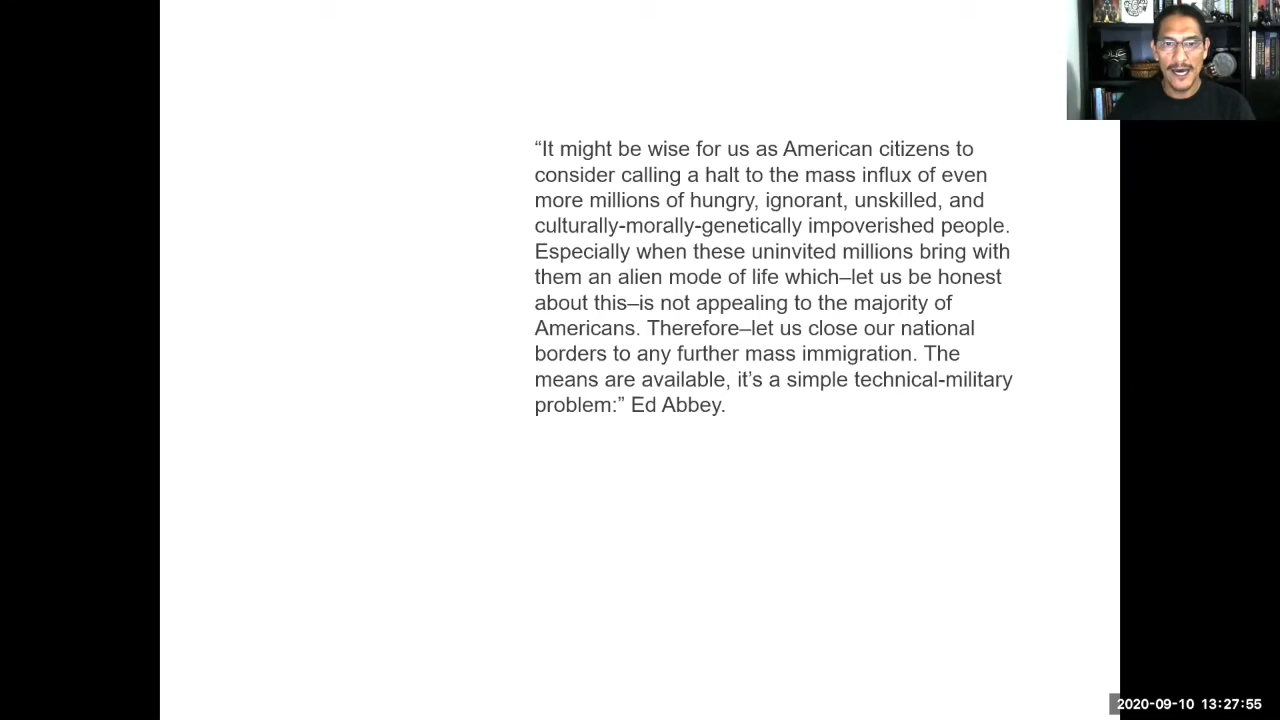 “It might be wise for us as American citizens to
consider calling a halt to the mass influx of even
more millions of hungry, ignorant, unskilled, and
culturally-morally-genetically impoverished people.
Especially when these uninvited millions bring with
them an alien mode of life which–let us be honest
about this–is not appealing to the majority of
Americans. Therefore–let us close our national
borders to any further mass immigration. The
means are available, it’s a simple technical-military
problem:” Ed Abbey.
2020-09-10 13:27:55